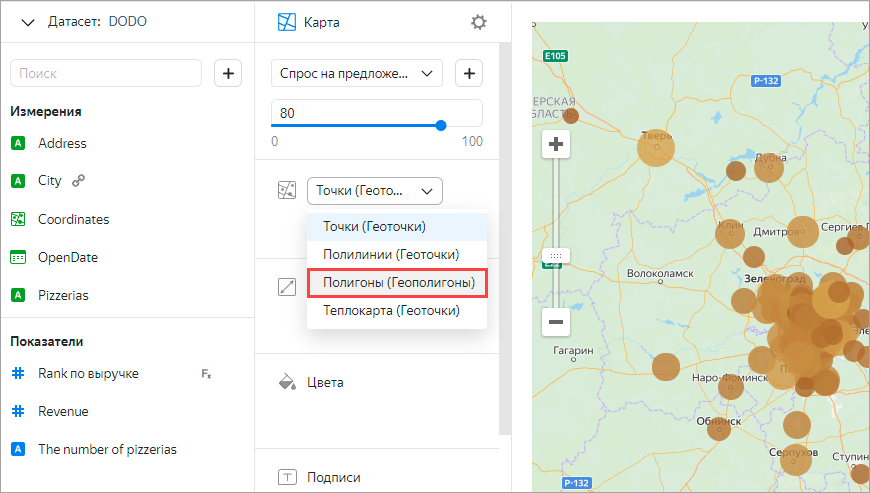 Датасет: DODO
Поиск
Измерения
Address
City
Coordinates
OpenDate
Pizzerias
Показатели
Rank по выручке
Revenue
The number of pizzerias
Карта
Спрос на предложе...
80
0
100
Точки (Геото...
Точки (Геоточки)
Полилинии (Геоточки)
Полигоны (Геополигоны)
Теплокарта (Геоточки)
Цвета
Подписи
E105
Р-132
ЕРСКАЯ
ОБЛАСТЬ
Тверь
Дубна
Клин
Дмитров
Сергиев П
Волоколамск
Зеленоград
Гагарин
Наро-Фоминск
Обнинск
Серпухов
Ступин
Р-132